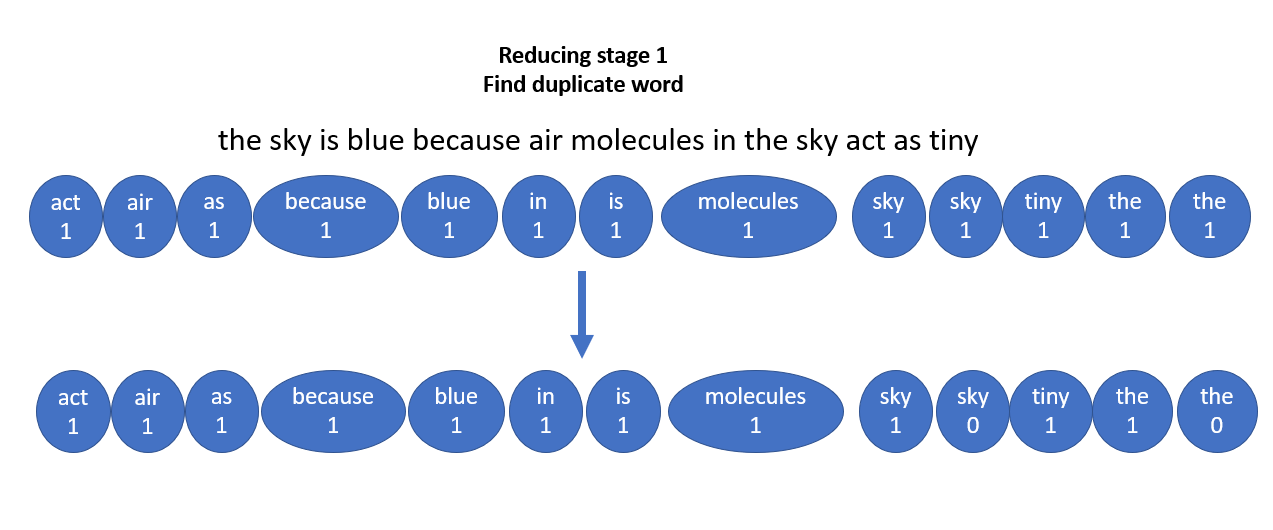 Reducing stage 1
Find duplicate word
the sky is blue because air molecules in the sky act as tiny
act air as because blue in is molecules sky sky tiny the the
1 1 1 1 1 1 1 1 1 1 1 1 1
act air as because blue in is molecules sky sky tiny the the
1 1 1 1 1 1 1 1 1 0 1 1 0